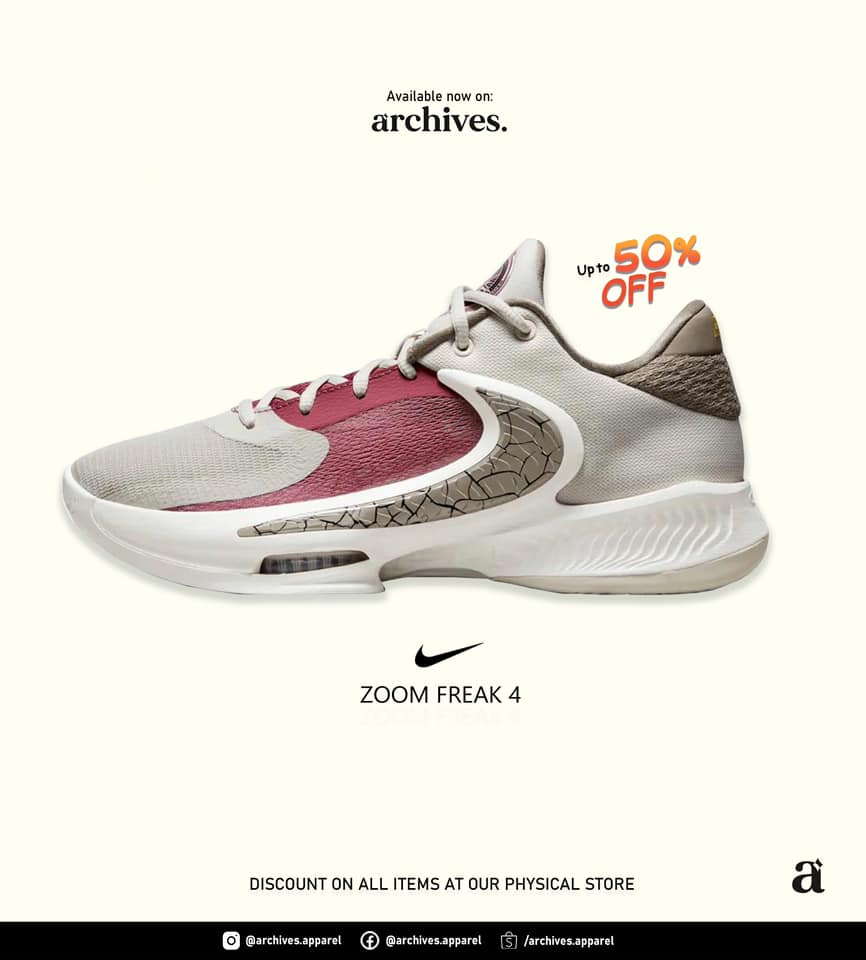 Available now on:
archives.
Up to 50%
OFF
ZOOM FREAK 4
DISCOUNT ON ALL ITEMS AT OUR PHYSICAL STORE
a
@archives.apparel @archives.apparel /archives.apparel